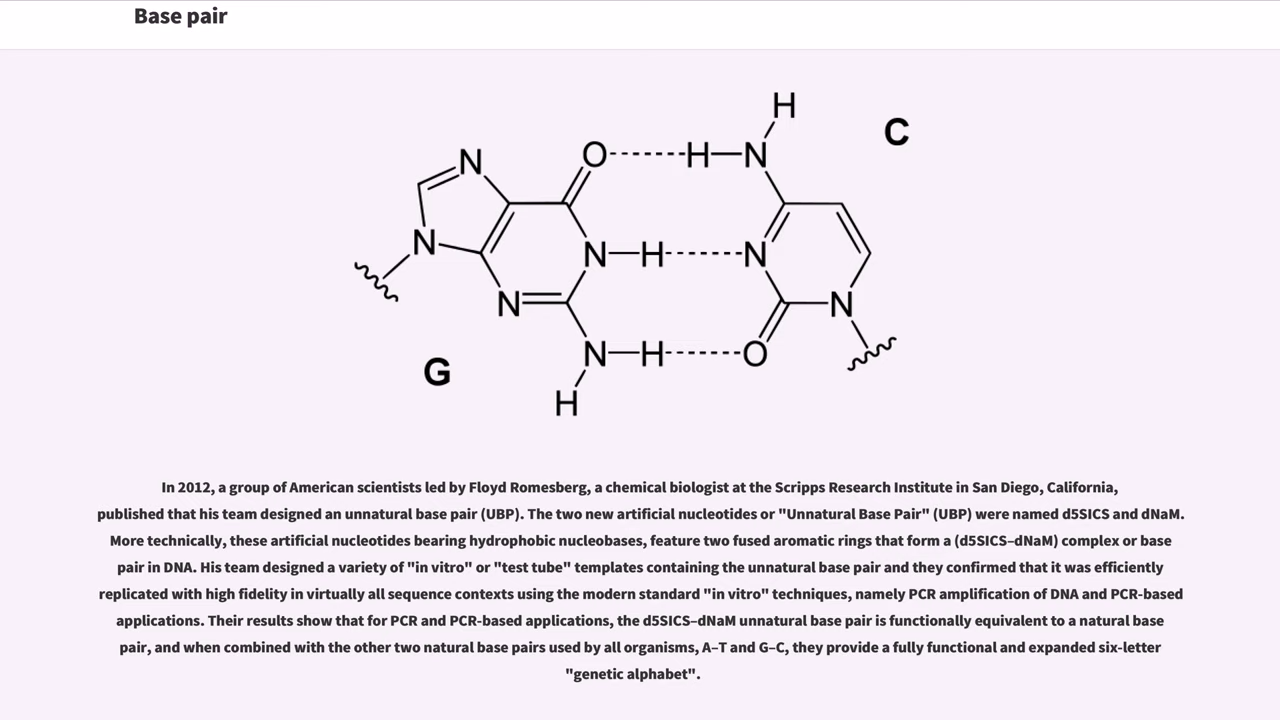 Base pair
H
C
O H N
N
N
N H N
N N
N H O
G
H
In 2012, a group of American scientists led by Floyd Romesberg, a chemical biologist at the Scripps Research Institute in San Diego, California,
published that his team designed an unnatural base pair (UBP). The two new artificial nucleotides or "Unnatural Base Pair" (UBP) were named d5SICS and dNaM.
More technically, these artificial nucleotides bearing hydrophobic nucleobases, feature two fused aromatic rings that form a (d5SICS–dNaM) complex or base
pair in DNA. His team designed a variety of "in vitro" or "test tube" templates containing the unnatural base pair and they confirmed that it was efficiently
replicated with high fidelity in virtually all sequence contexts using the modern standard "in vitro" techniques, namely PCR amplification of DNA and PCR-based
applications. Their results show that for PCR and PCR-based applications, the d5SICS–dNaM unnatural base pair is functionally equivalent to a natural base
pair, and when combined with the other two natural base pairs used by all organisms, A–T and G–C, they provide a fully functional and expanded six-letter
"genetic alphabet".